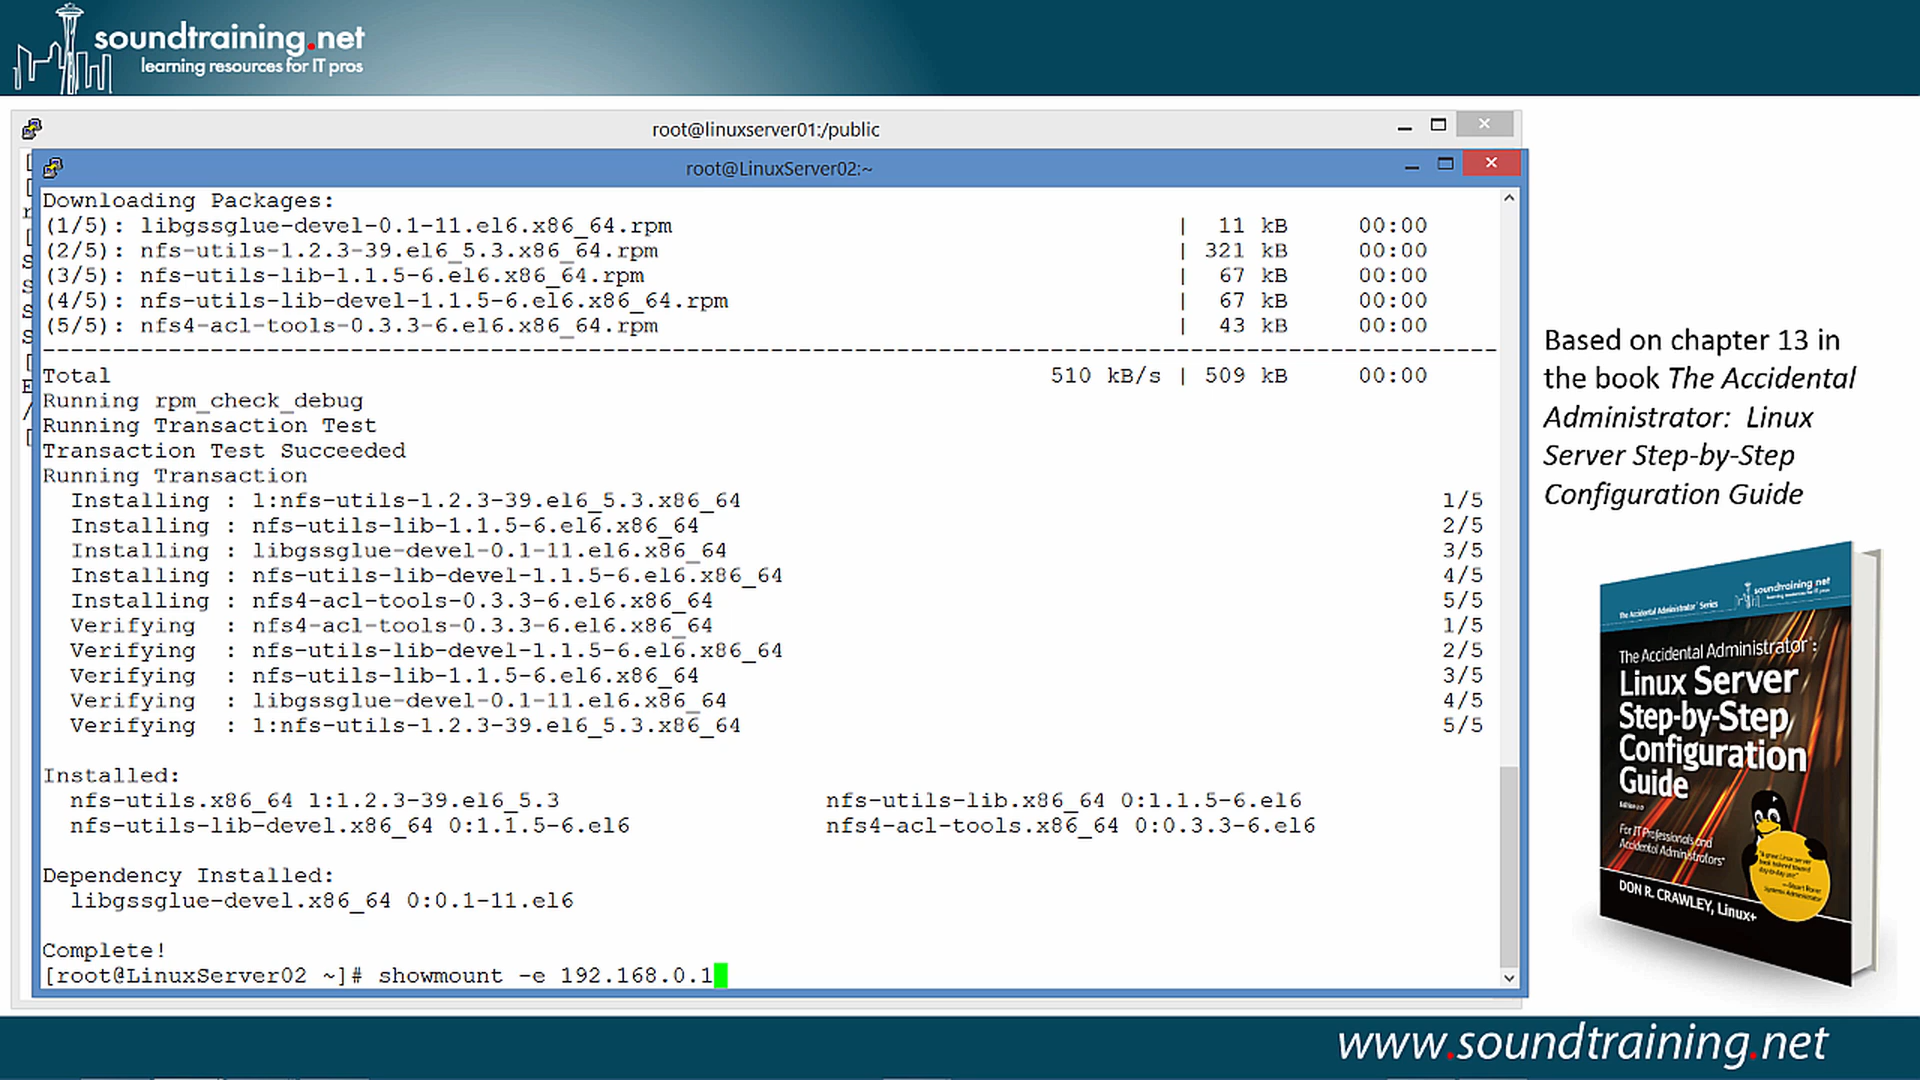 soundtraining.net
learning resources for IT pros
root@linuxserver01:/public
root@LinuxServer02:~
Downloading Packages:
(1/5): libgssglue-devel-0.1-11.el6.x86_64.rpm | 11 kB 00:00
(2/5): nfs-utils-1.2.3-39.el6_5.3.x86_64.rpm | 321 kB 00:00
(3/5): nfs-utils-lib-1.1.5-6.el6.x86_64.rpm | 67 kB 00:00
(4/5): nfs-utils-lib-devel-1.1.5-6.el6.x86_64.rpm | 67 kB 00:00
(5/5): nfs4-acl-tools-0.3.3-6.el6.x86_64.rpm | 43 kB 00:00
--------------------------------------------------------------------------------------------------------
Total 510 kB/s | 509 kB 00:00
Running rpm_check_debug
Running Transaction Test
Transaction Test Succeeded
Running Transaction
Installing : 1:nfs-utils-1.2.3-39.el6_5.3.x86_64 1/5
Installing : nfs-utils-lib-1.1.5-6.el6.x86_64 2/5
Installing : libgssglue-devel-0.1-11.el6.x86_64 3/5
Installing : nfs-utils-lib-devel-1.1.5-6.el6.x86_64 4/5
Installing : nfs4-acl-tools-0.3.3-6.el6.x86_64 5/5
Verifying : nfs4-acl-tools-0.3.3-6.el6.x86_64 1/5
Verifying : nfs-utils-lib-devel-1.1.5-6.el6.x86_64 2/5
Verifying : nfs-utils-lib-1.1.5-6.el6.x86_64 3/5
Verifying : libgssglue-devel-0.1-11.el6.x86_64 4/5
Verifying : 1:nfs-utils-1.2.3-39.el6_5.3.x86_64 5/5
Installed:
nfs-utils.x86_64 1:1.2.3-39.el6_5.3 nfs-utils-lib.x86_64 0:1.1.5-6.el6
nfs-utils-lib-devel.x86_64 0:1.1.5-6.el6 nfs4-acl-tools.x86_64 0:0.3.3-6.el6
Dependency Installed:
libgssglue-devel.x86_64 0:0.1-11.el6
Complete!
[root@LinuxServer02 ~]# showmount -e 192.168.0.1
Based on chapter 13 in
the book The Accidental
Administrator: Linux
Server Step-by-Step
Configuration Guide
The Accidental Administrator Series
soundtraining.net
learning resources for IT pros
The Accidental Administrator:
Linux Server
Step-by-Step
Configuration
Guide
For IT Professionals and
Accidental Administrators
DON R. CRAWLEY, Linux+
www.soundtraining.net